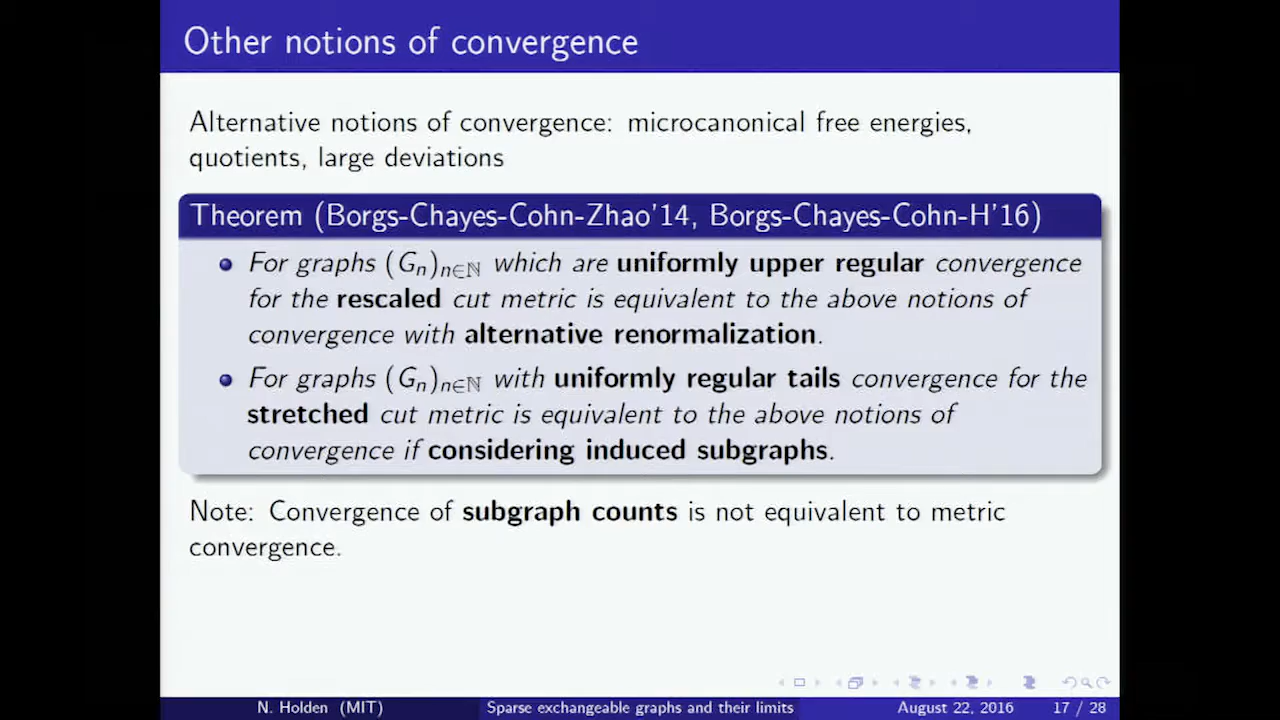 Other notions of convergence
Alternative notions of convergence: microcanonical free energies,
quotients, large deviations
Theorem (Borgs-Chayes-Cohn-Zhao'14, Borgs-Chayes-Cohn-H'16)
For graphs (Gₙ)ₙ∈ℕ which are uniformly upper regular convergence
for the rescaled cut metric is equivalent to the above notions of
convergence with alternative renormalization.
For graphs (Gₙ)ₙ∈ℕ with uniformly regular tails convergence for the
stretched cut metric is equivalent to the above notions of
convergence if considering induced subgraphs.
Note: Convergence of subgraph counts is not equivalent to metric
convergence.
N. Holden (MIT) Sparse exchangeable graphs and their limits August 22, 2016 17 / 28